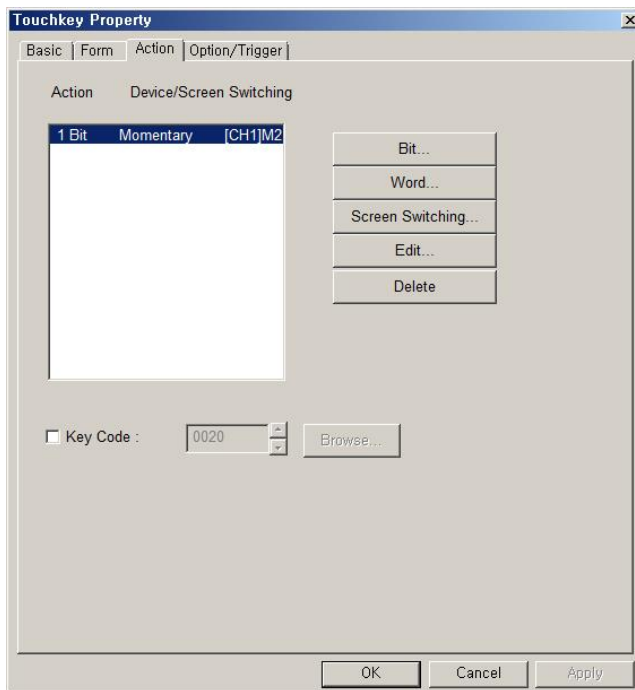 Touchkey Property
Basic Form Action Option/Trigger
Action Device/Screen Switching
1 Bit Momentary [CH1]M2
Bit...
Word...
Screen Switching...
Edit...
Delete
Key Code : 0020 Browse...
OK Cancel Apply